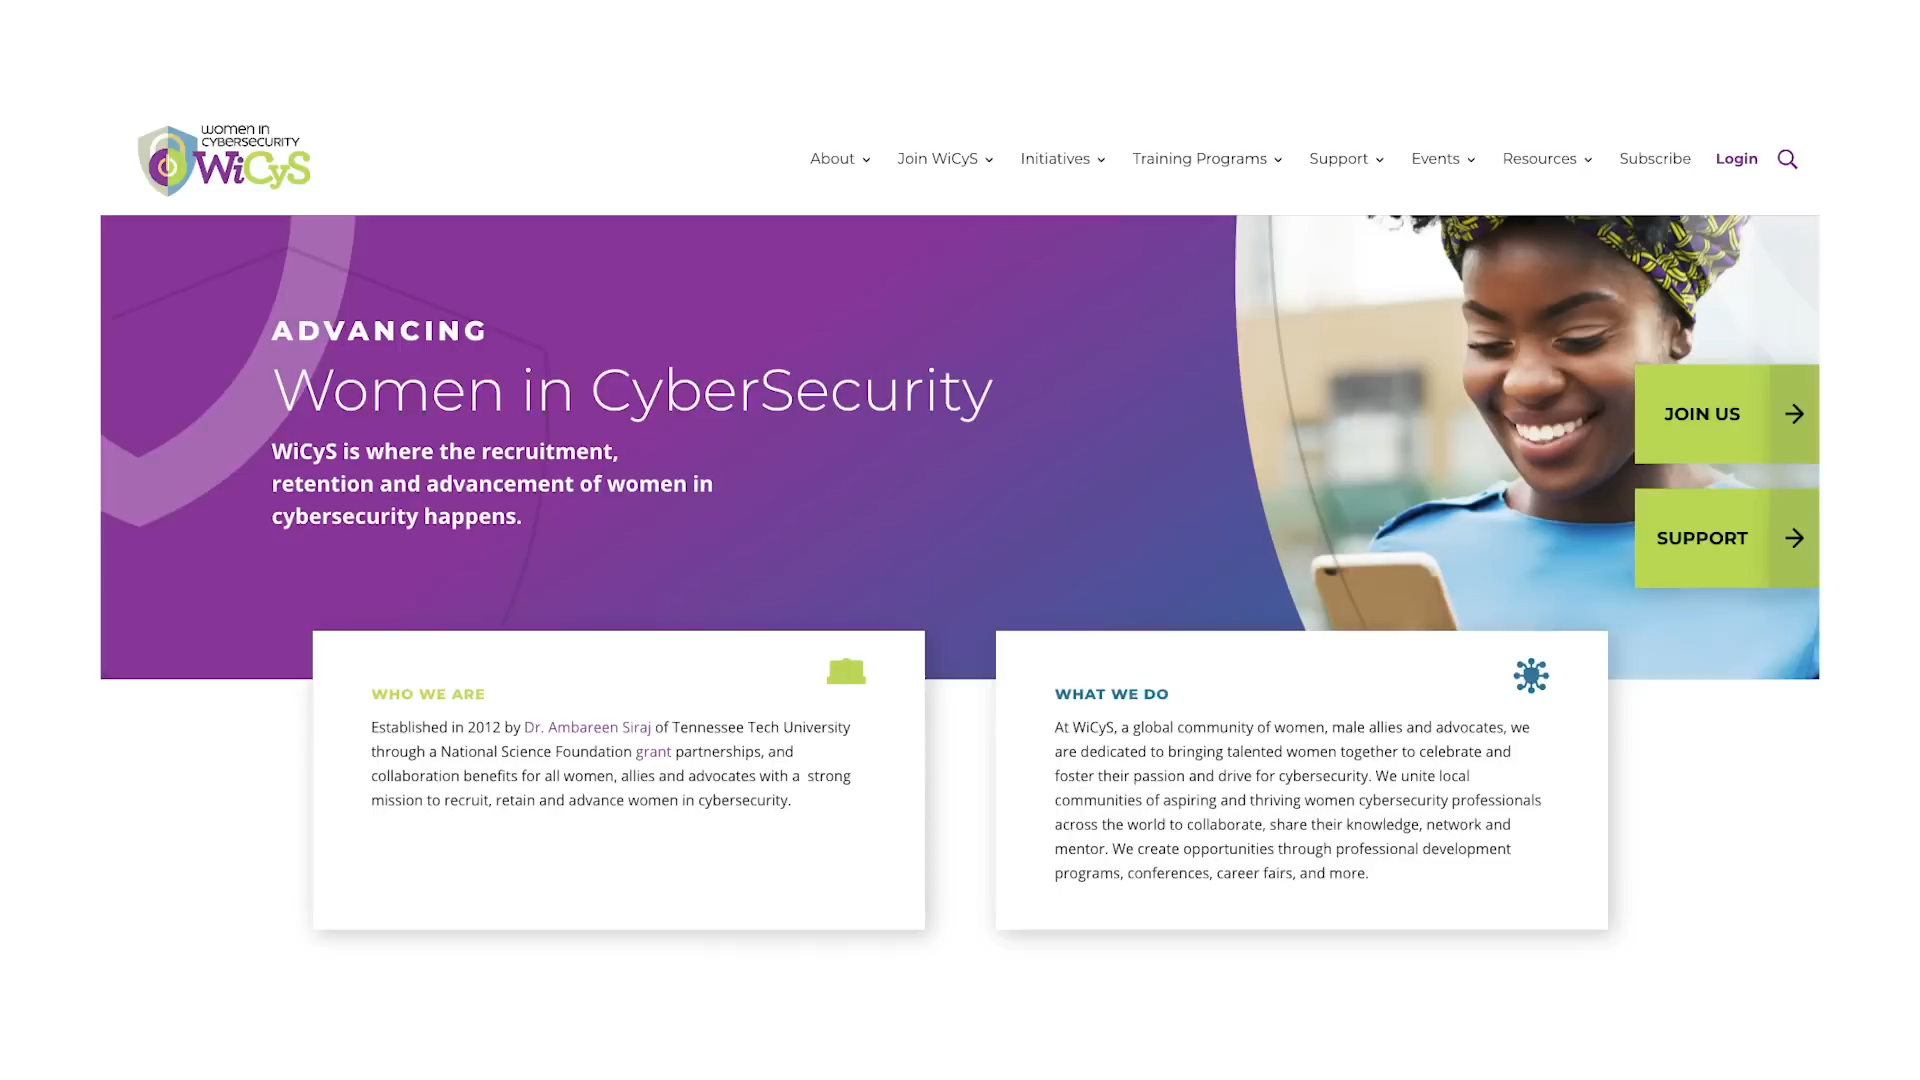 women in
CYBERSECURITY
WiCyS
About
Join WiCyS
Initiatives
Training Programs
Support
Events
Resources
Subscribe
Login
ADVANCING
Women in CyberSecurity
WiCyS is where the recruitment,
retention and advancement of women in
cybersecurity happens.
JOIN US
SUPPORT
WHO WE ARE
Established in 2012 by Dr. Ambareen Siraj of Tennessee Tech University
through a National Science Foundation grant partnerships, and
collaboration benefits for all women, allies and advocates with a strong
mission to recruit, retain and advance women in cybersecurity.
WHAT WE DO
At WiCyS, a global community of women, male allies and advocates, we
are dedicated to bringing talented women together to celebrate and
foster their passion and drive for cybersecurity. We unite local
communities of aspiring and thriving women cybersecurity professionals
across the world to collaborate, share their knowledge, network and
mentor. We create opportunities through professional development
programs, conferences, career fairs, and more.